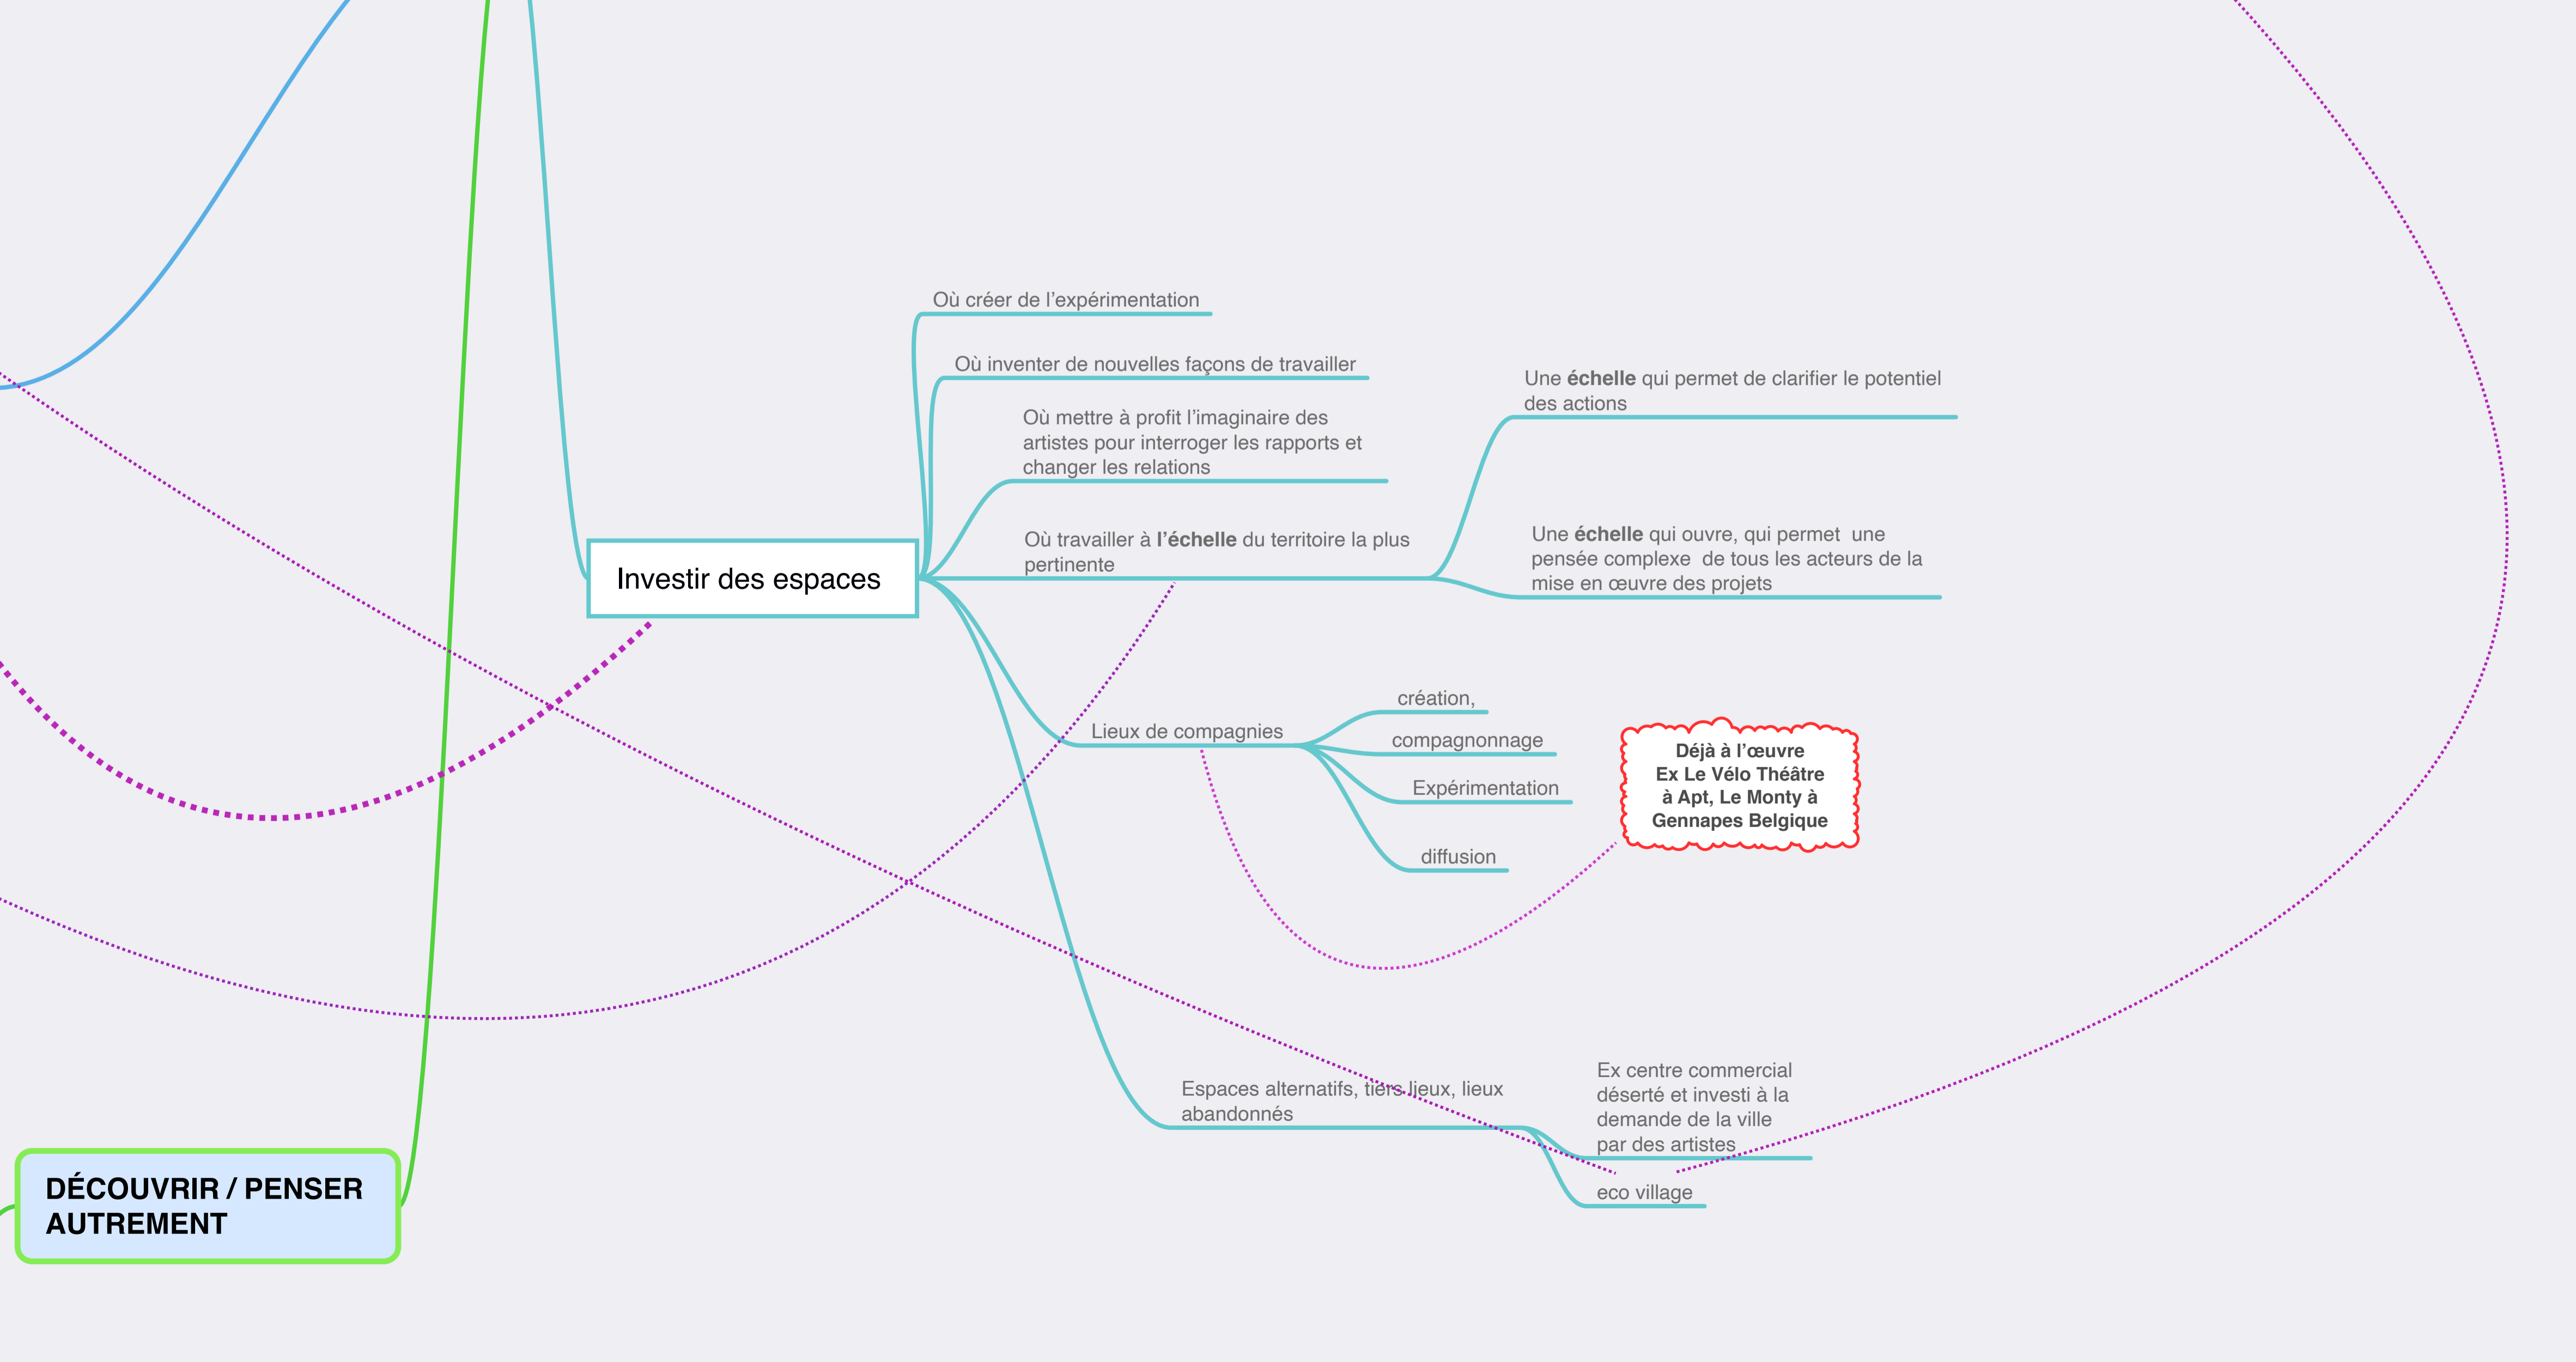 Où créer de l’expérimentation
Où inventer de nouvelles façons de travailler
Où mettre à profit l’imaginaire des
artistes pour interroger les rapports et
changer les relations
Une échelle qui permet de clarifier le potentiel
des actions
Où travailler à l’échelle du territoire la plus
pertinente
Une échelle qui ouvre, qui permet  une
pensée complexe  de tous les acteurs de la
mise en œuvre des projets
Investir des espaces
Lieux de compagnies
création,
compagnonnage
Expérimentation
diffusion
Déjà à l’œuvre
Ex Le Vélo Théâtre
à Apt, Le Monty à
Gennapes Belgique
Espaces alternatifs, tiers lieux, lieux
abandonnés
Ex centre commercial
déserté et investi à la
demande de la ville
par des artistes
eco village
DÉCOUVRIR / PENSER
AUTREMENT